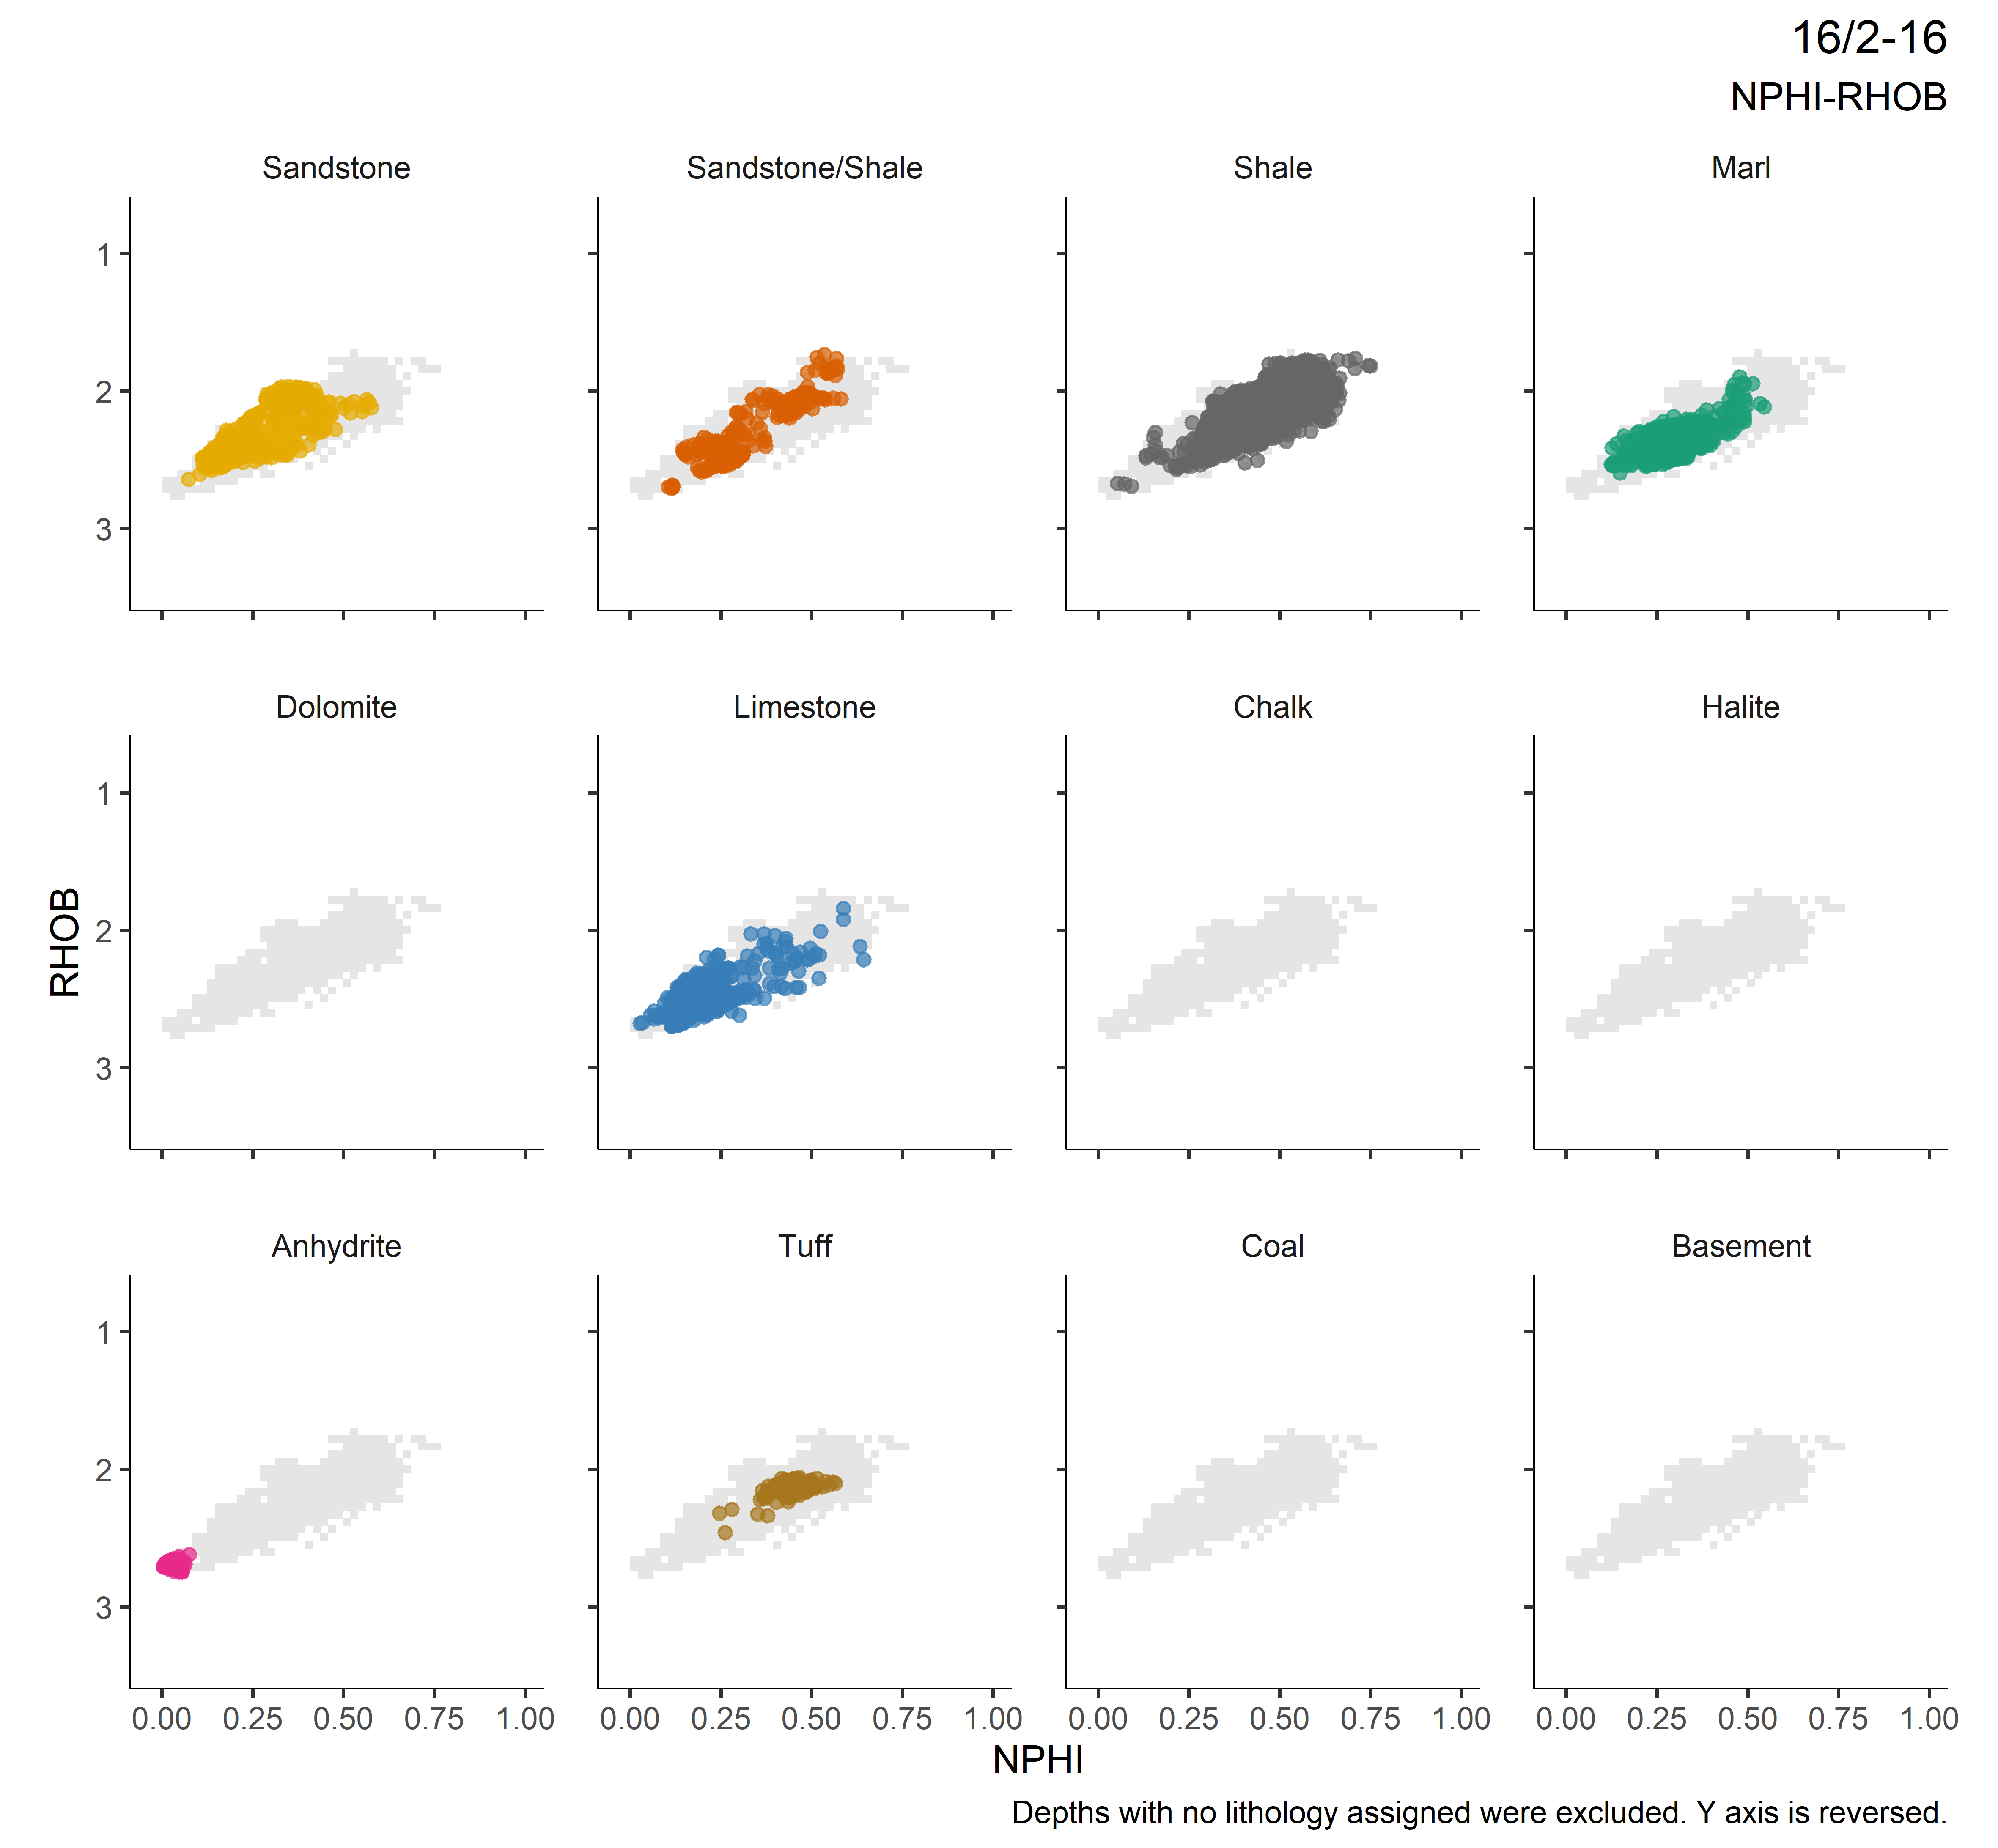 16/2-16
NPHI-RHOB
Sandstone Sandstone/Shale Shale Marl
1
2
3
Dolomite Limestone Chalk Halite
1
2
3
RHOB
Anhydrite Tuff Coal Basement
1
2
3
0.00 0.25 0.50 0.75 1.00 0.00 0.25 0.50 0.75 1.00 0.00 0.25 0.50 0.75 1.00 0.00 0.25 0.50 0.75 1.00
NPHI
Depths with no lithology assigned were excluded. Y axis is reversed.